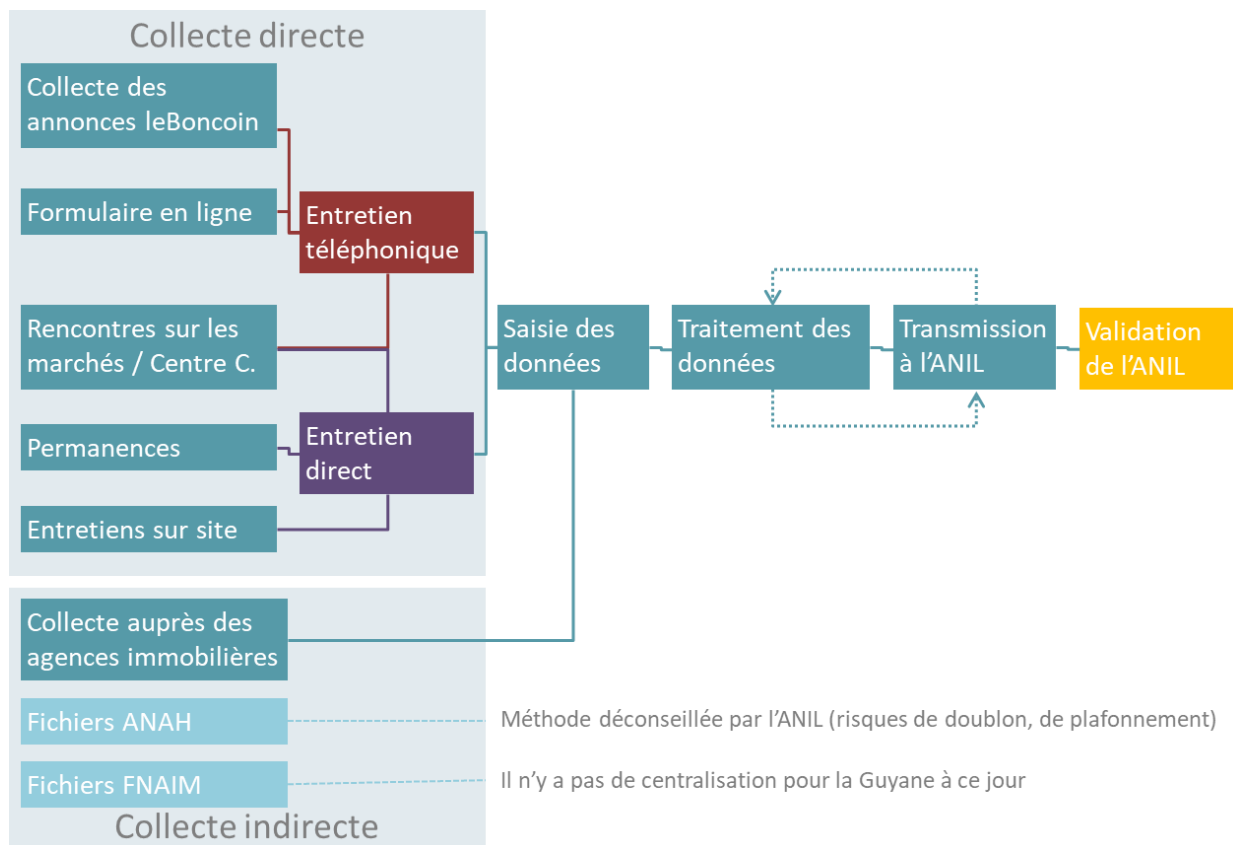 Collecte directe
Collecte des
annonces leBoncoin
Formulaire en ligne
Entretien
téléphonique
Rencontres sur les
marchés / Centre C.
Saisie des
données
Traitement des
données
Transmission
à l’ANIL
Validation
de l’ANIL
Permanences
Entretien
direct
Entretiens sur site
Collecte auprès des
agences immobilières
Fichiers ANAH
Méthode déconseillée par l’ANIL (risques de doublon, de plafonnement)
Fichiers FNAIM
Il n’y a pas de centralisation pour la Guyane à ce jour
Collecte indirecte